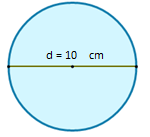 d = 10 cm